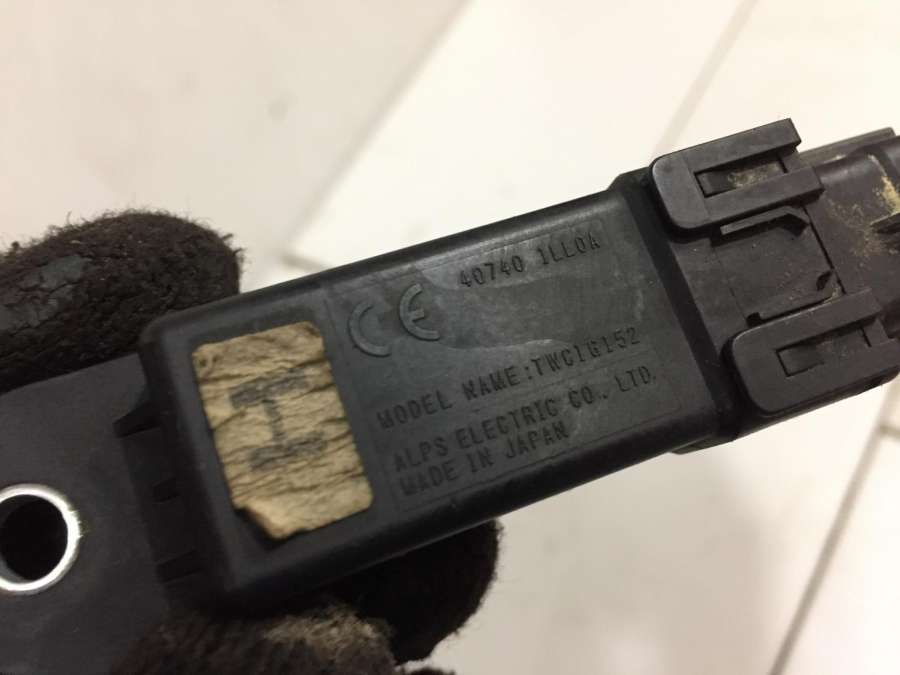 CE 40740 1LL0A
MODEL NAME:TWC1G152
ALPS ELECTRIC CO., LTD.
MADE IN JAPAN
H